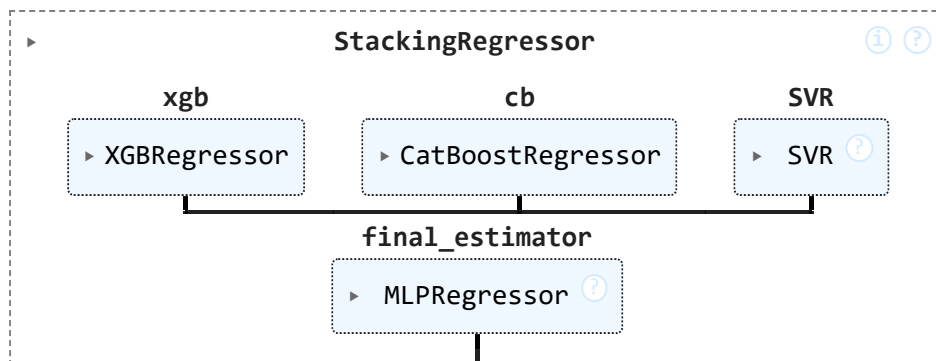 StackingRegressor i ?
xgb cb SVR
XGBRegressor CatBoostRegressor SVR ?
final_estimator
MLPRegressor ?